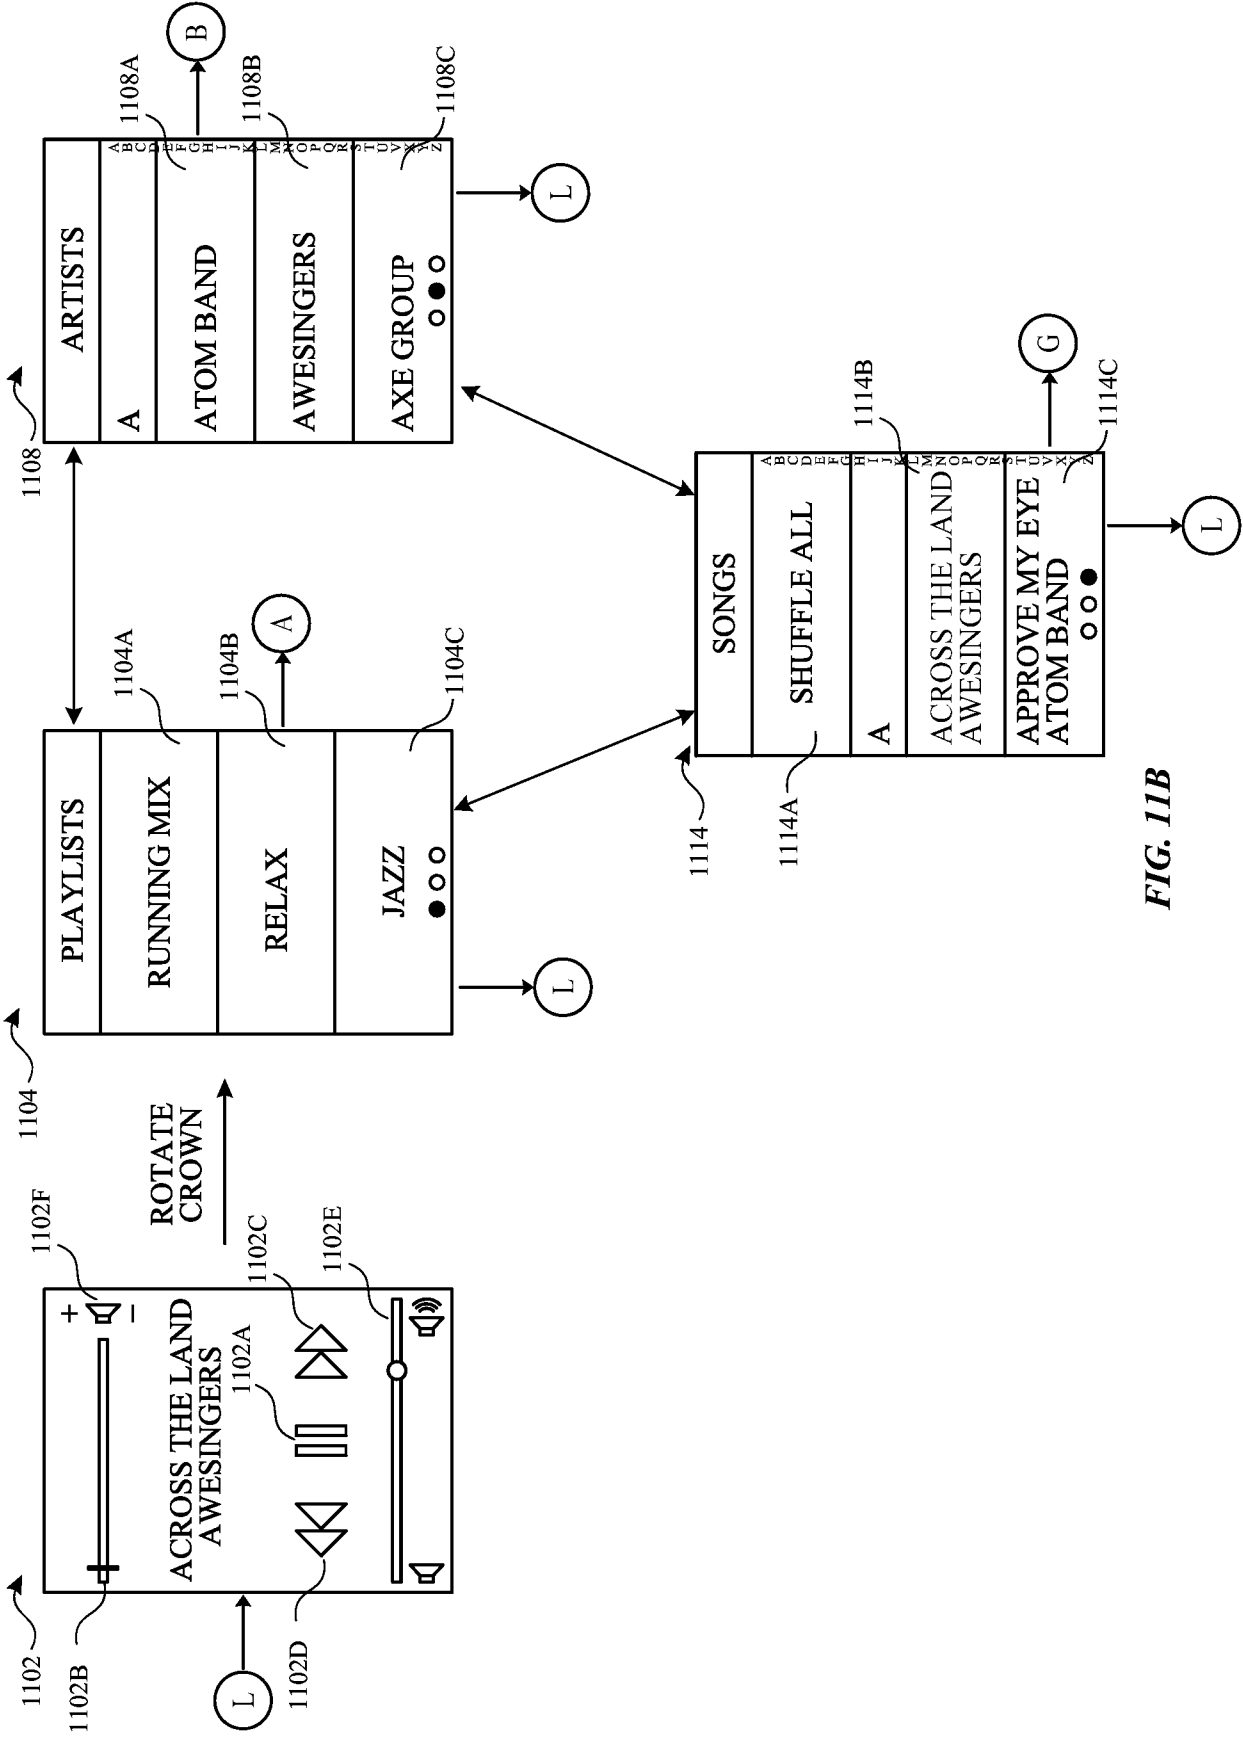 1102
1102B
1102F
+
−
ACROSS THE LAND
AWESINGERS
1102A
1102C
1102D
1102E
L
ROTATE
CROWN
1104
PLAYLISTS
RUNNING MIX
1104A
RELAX
1104B
A
JAZZ
1104C
L
1108
ARTISTS
A
ATOM BAND
1108A
B
AWESINGERS
1108B
AXE GROUP
1108C
A
B
C
D
E
F
G
H
I
J
K
L
M
N
O
P
Q
R
S
T
U
V
X
Y
Z
L
1114
SONGS
SHUFFLE ALL
1114A
A
ACROSS THE LAND
AWESINGERS
1114B
APPROVE MY EYE
ATOM BAND
1114C
G
A
B
C
D
E
F
G
H
I
J
K
L
M
N
O
P
Q
R
S
T
U
V
X
Y
Z
L
FIG. 11B